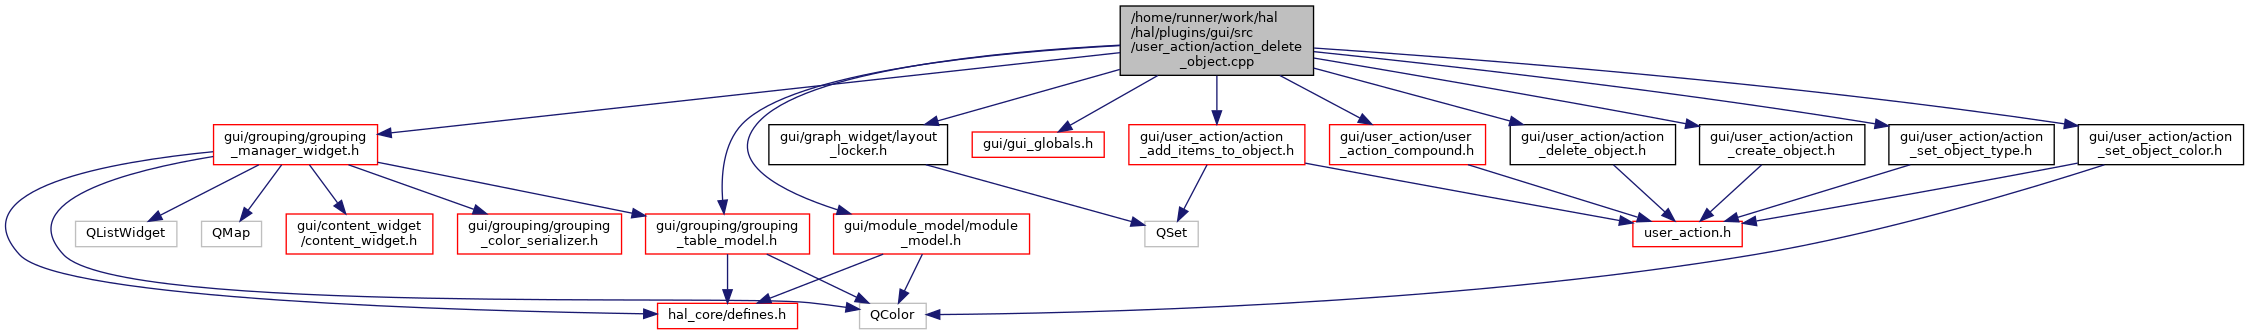 /home/runner/work/hal
/hal/plugins/gui/src
/user_action/action_delete
_object.cpp
gui/grouping/grouping
_manager_widget.h
gui/graph_widget/layout
_locker.h
gui/gui_globals.h
gui/user_action/action
_add_items_to_object.h
gui/user_action/user
_action_compound.h
gui/user_action/action
_delete_object.h
gui/user_action/action
_create_object.h
gui/user_action/action
_set_object_type.h
gui/user_action/action
_set_object_color.h
QListWidget
QMap
gui/content_widget
/content_widget.h
gui/grouping/grouping
_color_serializer.h
gui/grouping/grouping
_table_model.h
gui/module_model/module
_model.h
QSet
user_action.h
hal_core/defines.h
QColor